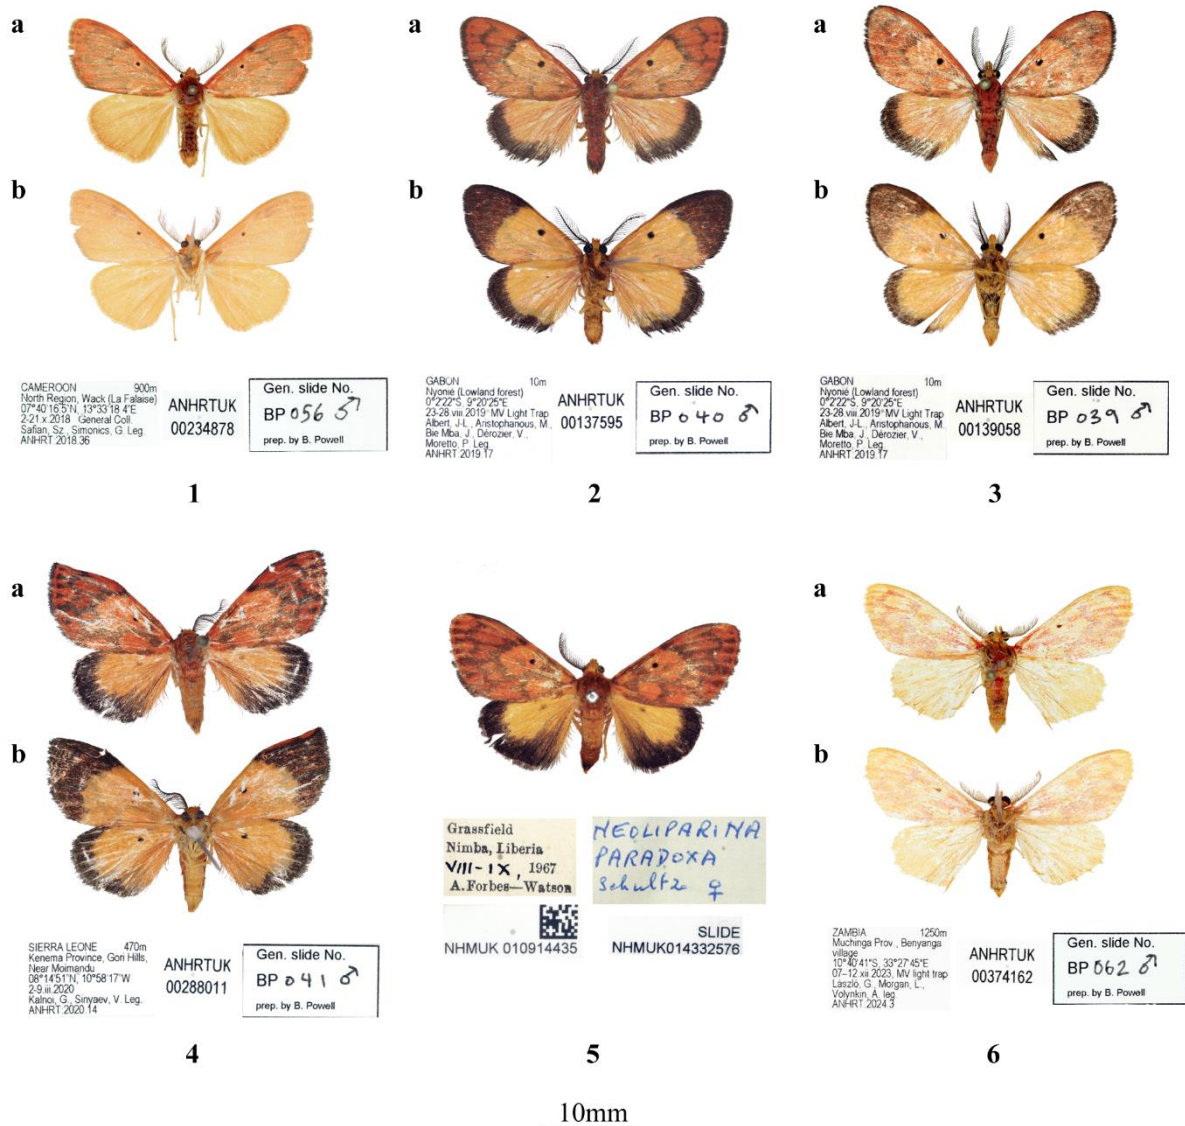 a
b
CAMEROON 900m
North Region, Wack (La Falaise)
07°40'16.5"N, 13°33'18.4"E
2-21.x.2018 General Coll.
Safian, Sz., Simonics, G. Leg.
ANHRT 2018.36
ANHRTUK
00234878
Gen. slide No.
BP 056 ♂
prep. by B. Powell
1
a
b
GABON 10m
Nyonié (Lowland forest)
0°2'22"S, 9°20'25"E
23-28.viii.2019 MV Light Trap
Albert, J-L., Aristophanous, M.,
Bie Mba, J., Dérozier, V.,
Moretto, P. Leg.
ANHRT 2019.17
ANHRTUK
00137595
Gen. slide No.
BP 040 ♂
prep. by B. Powell
2
a
b
GABON 10m
Nyonié (Lowland forest)
0°2'22"S, 9°20'25"E
23-28.viii.2019 MV Light Trap
Albert, J-L., Aristophanous, M.,
Bie Mba, J., Dérozier, V.,
Moretto, P. Leg.
ANHRT 2019.17
ANHRTUK
00139058
Gen. slide No.
BP 039 ♂
prep. by B. Powell
3
a
b
SIERRA LEONE 470m
Kenema Province, Gori Hills,
Near Moimandu
08°14'51"N, 10°58'17"W
2-9.iii.2020
Kalnoi, G., Sinyaev, V. Leg.
ANHRT:2020.14
ANHRTUK
00288011
Gen. slide No.
BP 041 ♂
prep. by B. Powell
4
Grassfield
Nimba, Liberia
VIII-IX, 1967
A.Forbes-Watson
NEOLIPARINA
PARADOXA
Schultze ♀
NHMUK 010914435
SLIDE
NHMUK014332576
5
a
b
ZAMBIA 1250m
Muchinga Prov., Benyanga
village
10°40'41"S, 33°27'45"E
07-12.xii.2023, MV light trap
László, G., Morgan, L.,
Volynkin, A. leg.
ANHRT:2024.3
ANHRTUK
00374162
Gen. slide No.
BP 062 ♂
prep. by B. Powell
6
10mm